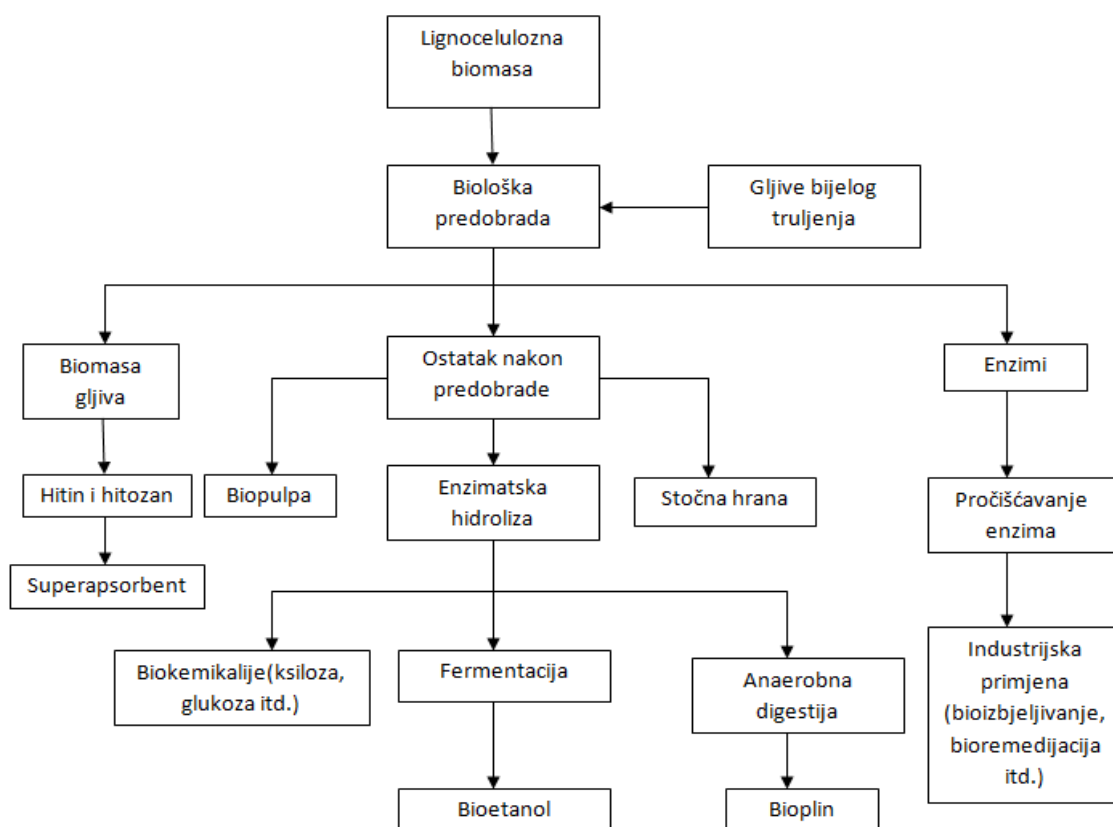 Lignocelulozna
biomasa
Biološka
predobrada
Gljive bijelog
truljenja
Biomasa
gljiva
Ostatak nakon
predobrade
Enzimi
Hitin i hitozan
Biopulpa
Enzimatska
hidroliza
Stočna hrana
Pročišćavanje
enzima
Superapsorbent
Biokemikalije(ksiloza,
glukoza itd.)
Fermentacija
Anaerobna
digestija
Industrijska
primjena
(bioizbjeljivanje,
bioremedijacija
itd.)
Bioetanol
Bioplin